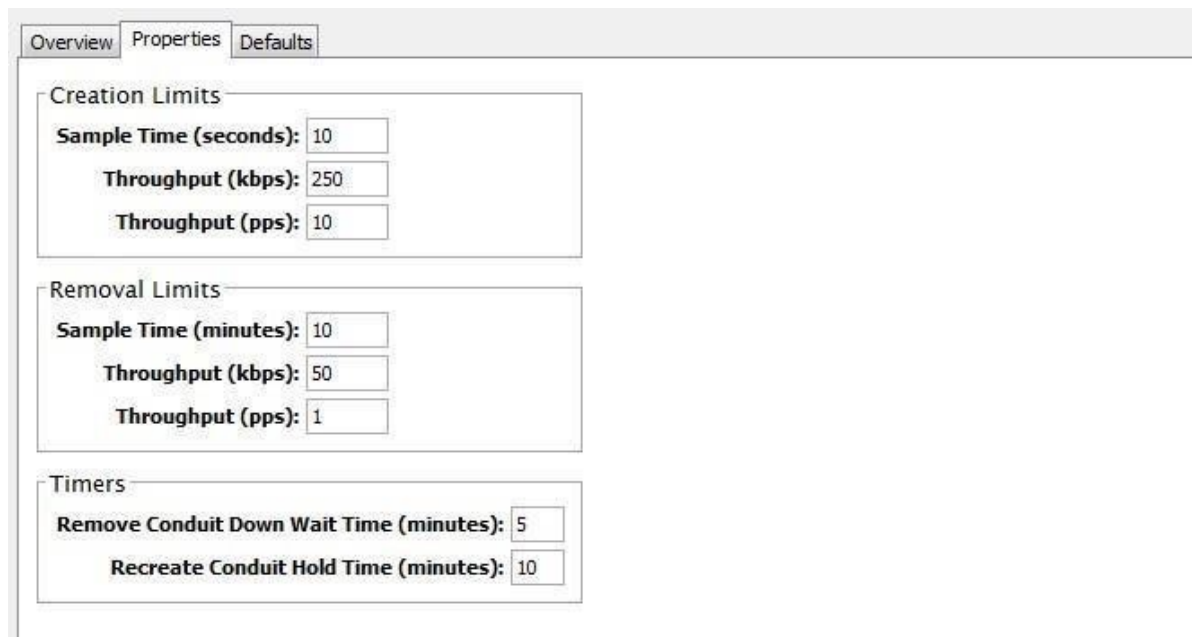 Overview Properties Defaults
Creation Limits
Sample Time (seconds): 10
Throughput (kbps): 250
Throughput (pps): 10
Removal Limits
Sample Time (minutes): 10
Throughput (kbps): 50
Throughput (pps): 1
Timers
Remove Conduit Down Wait Time (minutes): 5
Recreate Conduit Hold Time (minutes): 10